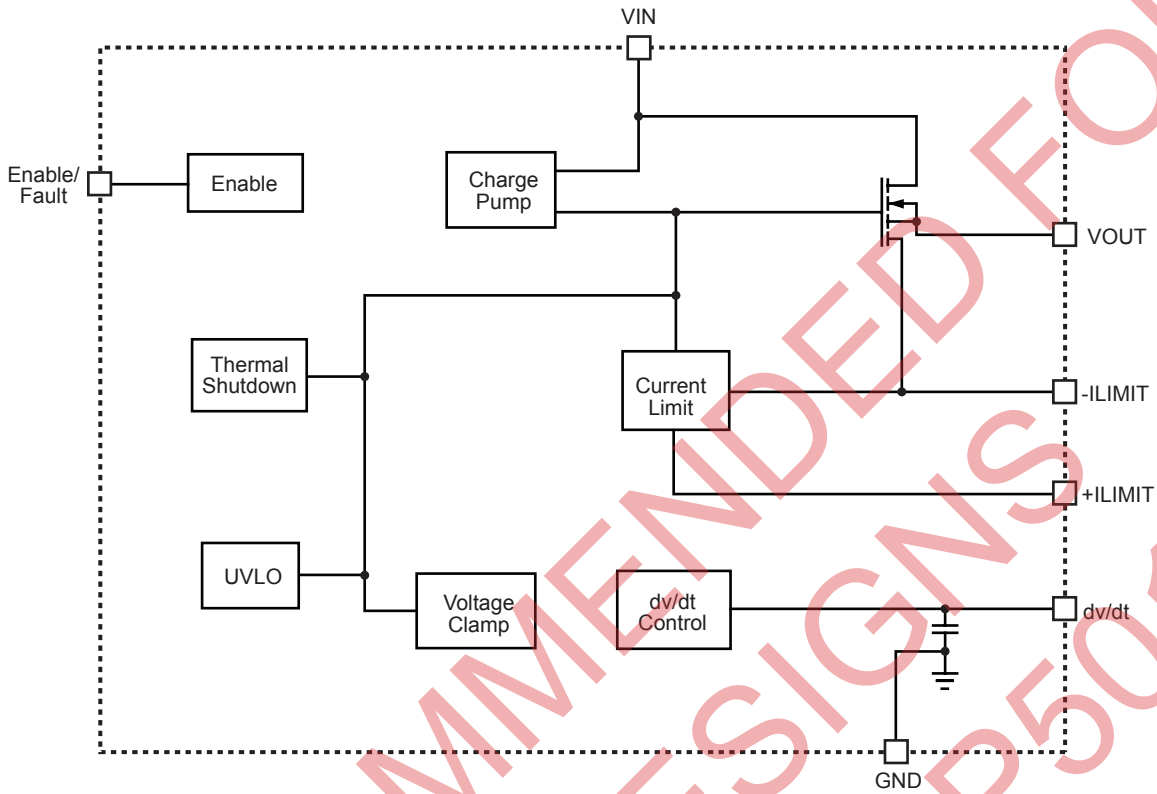 VIN
Enable/
Fault
Enable
Charge
Pump
VOUT
Thermal
Shutdown
Current
Limit
-ILIMIT
+ILIMIT
UVLO
Voltage
Clamp
dv/dt
Control
dv/dt
GND
MMENDED FO
ESIGNS